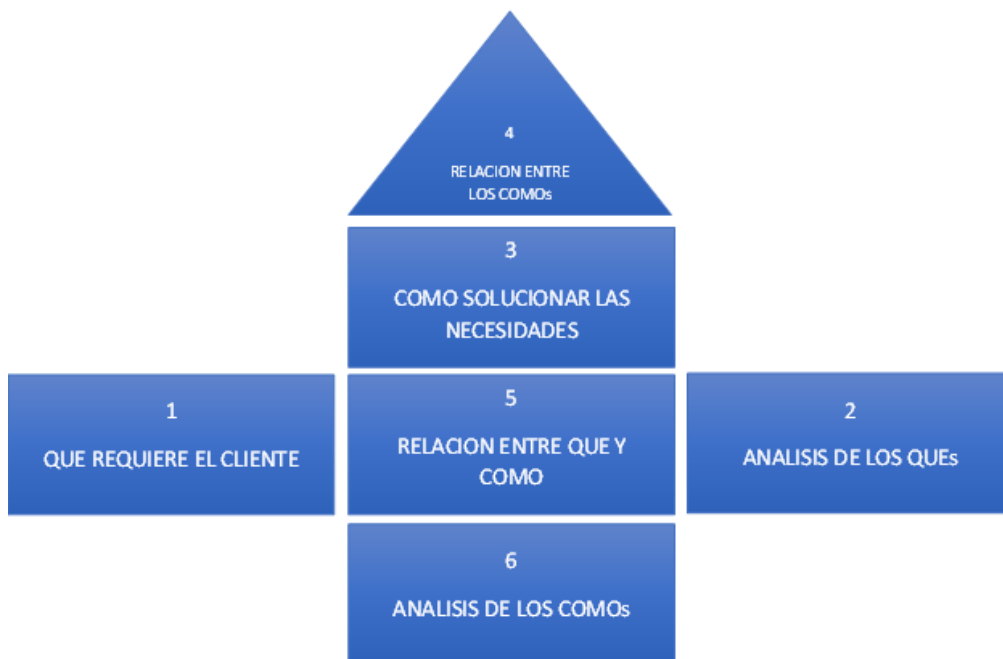 4
RELACION ENTRE
LOS COMOs
3
COMO SOLUCIONAR LAS
NECESIDADES
1
QUE REQUIERE EL CLIENTE
5
RELACION ENTRE QUE Y
COMO
2
ANALISIS DE LOS QUEs
6
ANALISIS DE LOS COMOs